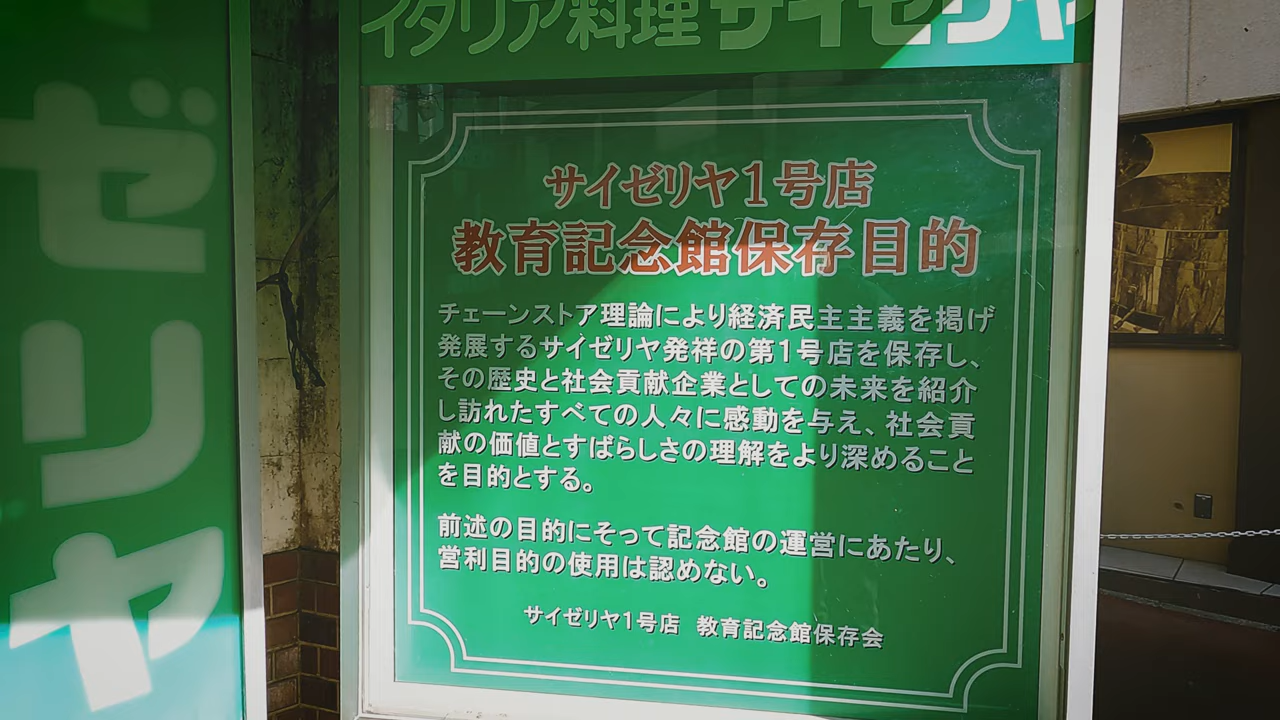 イタリア料理サイゼリヤ
ゼリヤ
サイゼリヤ1号店
教育記念館保存目的
チェーンストア理論により経済民主主義を掲げ
発展するサイゼリヤ発祥の第1号店を保存し、
その歴史と社会貢献企業としての未来を紹介
し訪れたすべての人々に感動を与え、社会貢
献の価値とすばらしさの理解をより深めること
を目的とする。
前述の目的にそって記念館の運営にあたり、
営利目的の使用は認めない。
サイゼリヤ1号店 教育記念館保存会